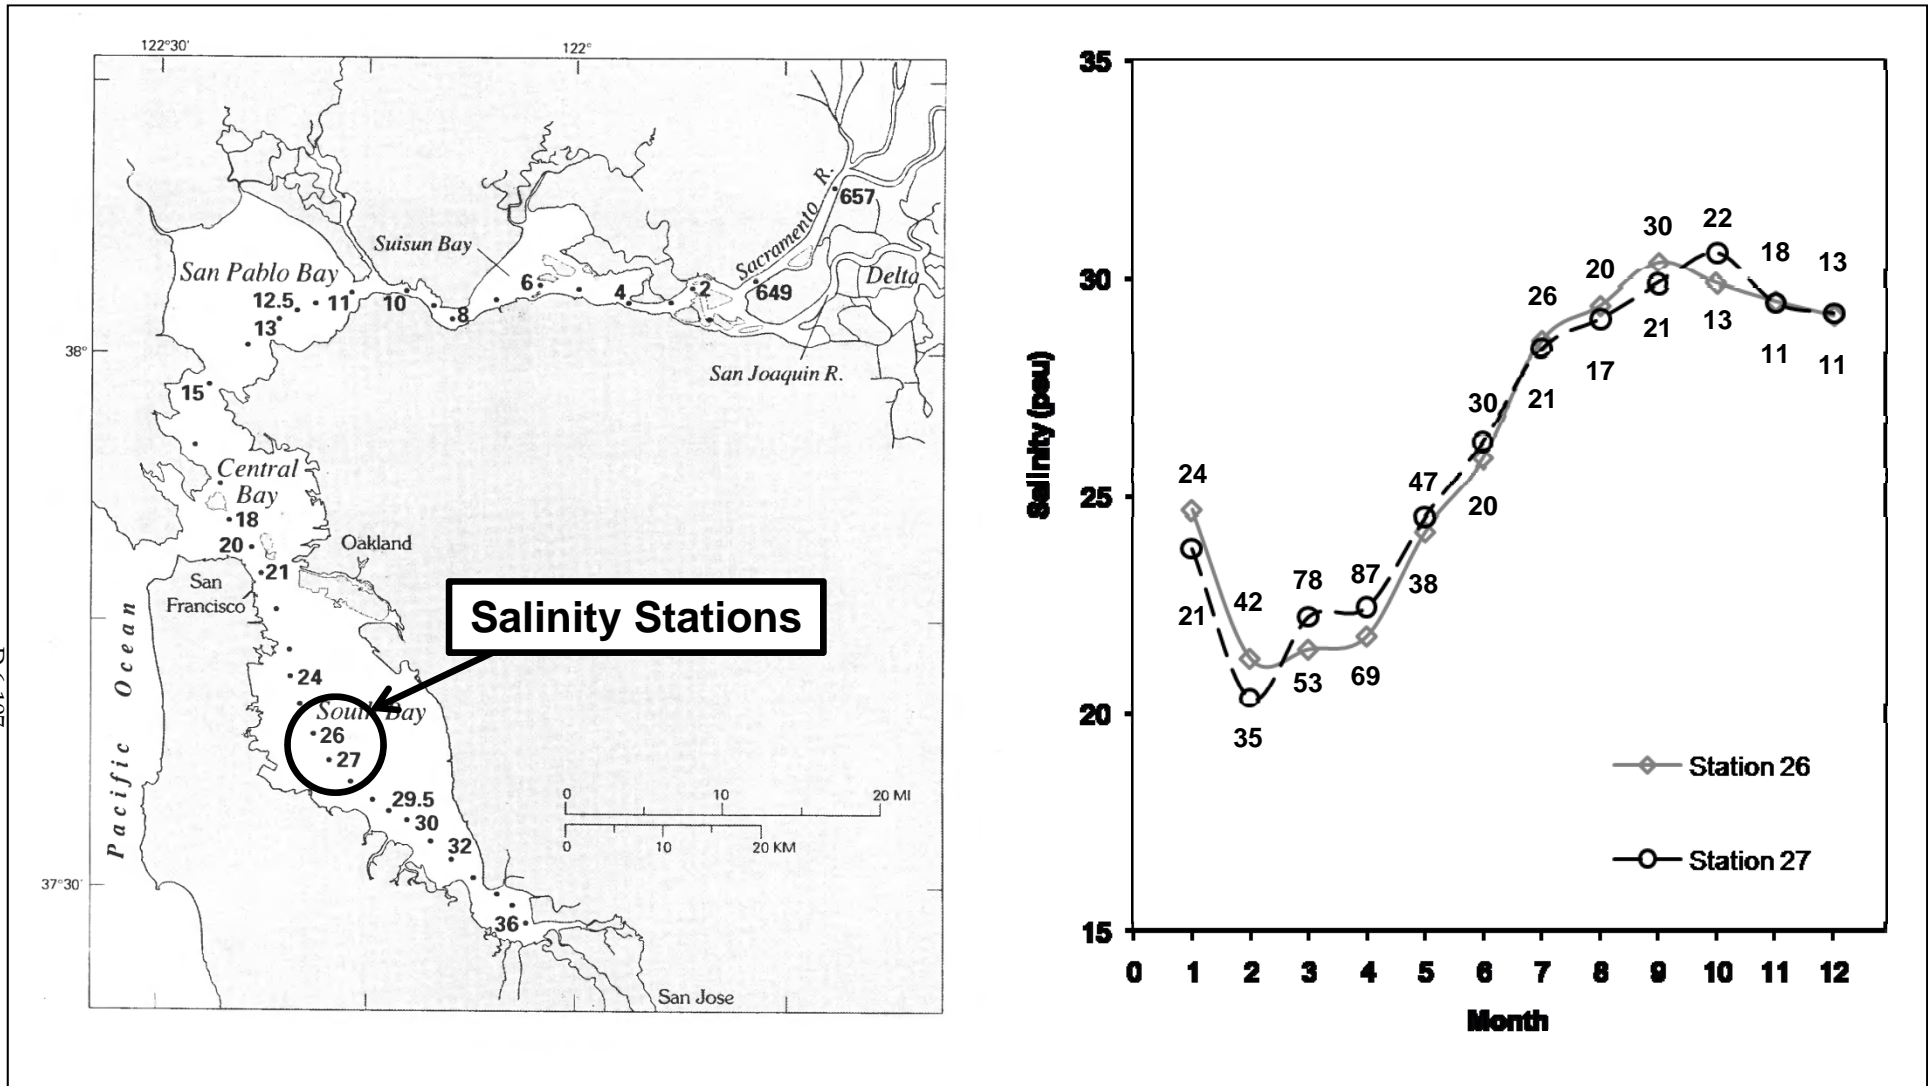 122°30'
122°
Sacramento R.
657
Suisun Bay
San Pablo Bay
Delta
6
4
2
649
12.5
11
10
8
13
38°
San Joaquin R.
15
Central
Bay
18
20
Oakland
21
San
Francisco
Salinity Stations
24
South Bay
26
27
Pacific Ocean
29.5
30
32
0 10 20 MI
0 10 20 KM
37°30'
36
San Jose
35
30
25
20
15
Salinity (psu)
24
21
42
35
78
53
87
69
47
38
30
20
26
21
20
17
30
21
22
13
18
11
13
11
Station 26
Station 27
0 1 2 3 4 5 6 7 8 9 10 11 12
Month